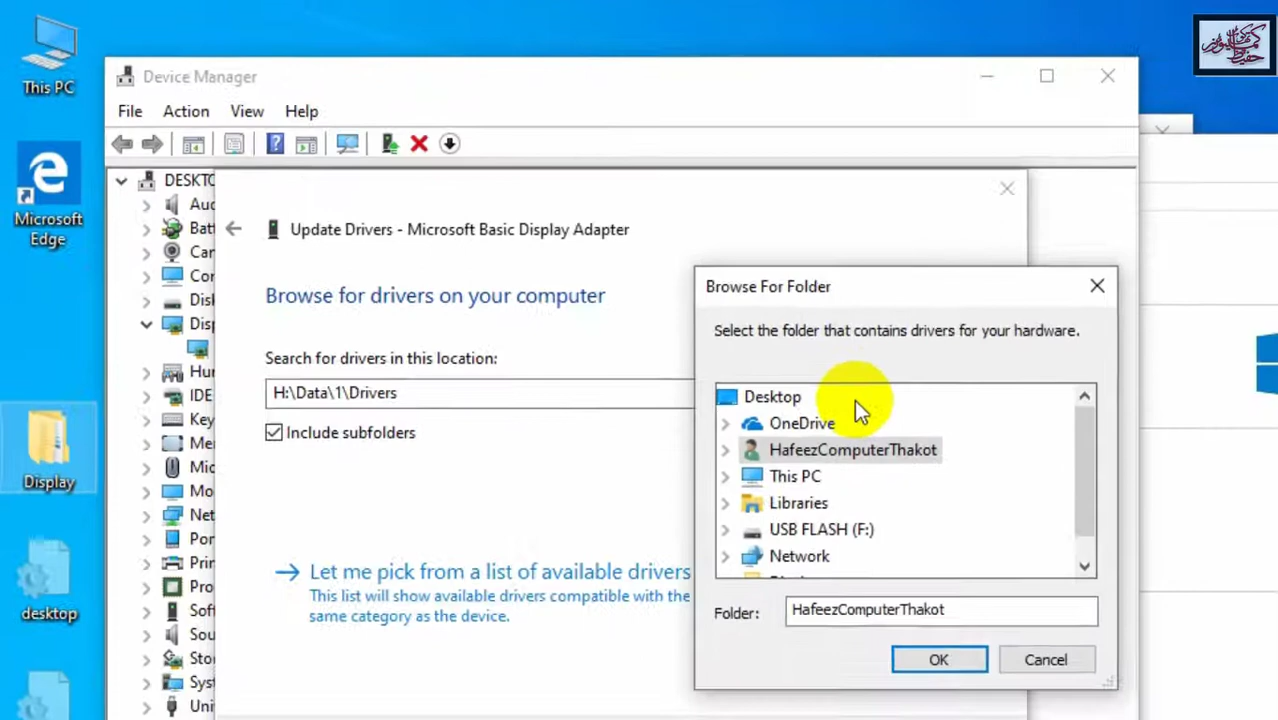 This PC
Microsoft
Edge
Display
desktop
Device Manager
File Action View Help
DESKTO
Au
Bat
Car
Co
Disk
Disp
Hu
IDE
Key
Me
Mic
Mo
Net
Por
Prin
Pro
Sof
Sou
Sto
Sys
Uni
Update Drivers - Microsoft Basic Display Adapter
Browse for drivers on your computer
Search for drivers in this location:
H:\Data\1\Drivers
Include subfolders
Let me pick from a list of available drivers
This list will show available drivers compatible with the
same category as the device.
Browse For Folder
Select the folder that contains drivers for your hardware.
Desktop
OneDrive
HafeezComputerThakot
This PC
Libraries
USB FLASH (F:)
Network
Folder: HafeezComputerThakot
OK Cancel